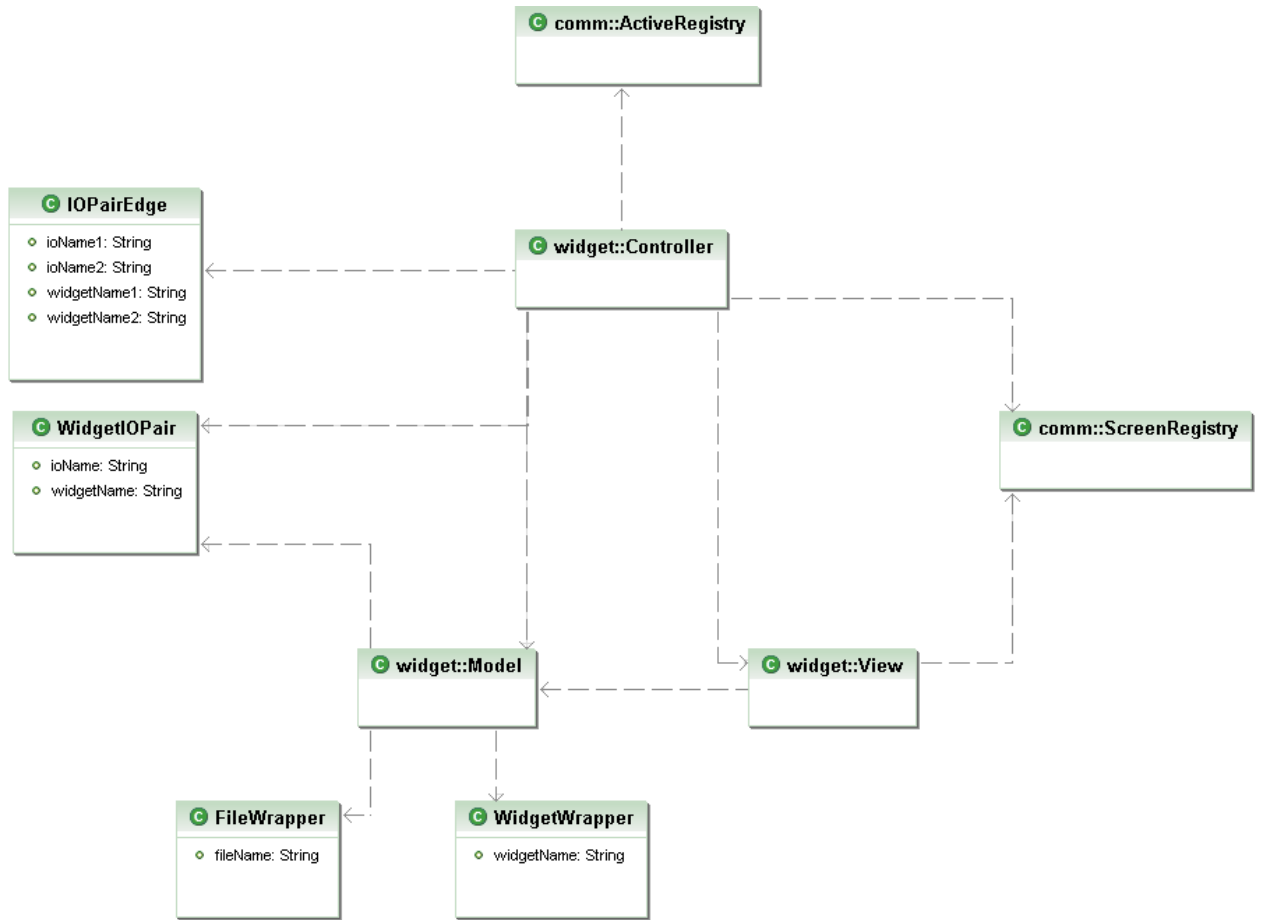 C comm::ActiveRegistry
C IOPairEdge
ioName1: String
ioName2: String
widgetName1: String
widgetName2: String
C widget::Controller
C WidgetIOPair
ioName: String
widgetName: String
C comm::ScreenRegistry
C widget::Model
C widget::View
C FileWrapper
fileName: String
C WidgetWrapper
widgetName: String